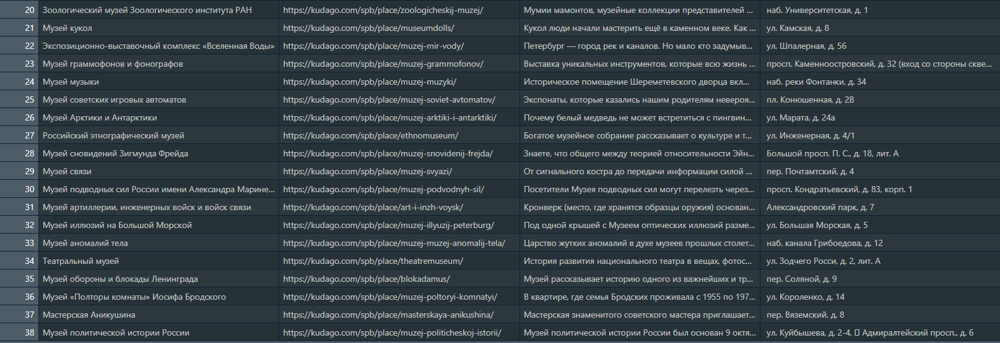 20 Зоологический музей Зоологического института РАН https://kudago.com/spb/place/zoologicheskij-muzej/ Мумии мамонтов, музейные коллекции представителей ... наб. Университетская, д. 1
21 Музей кукол https://kudago.com/spb/place/museumdolls/ Кукол люди начали мастерить ещё в каменном веке. Как ... ул. Камская, д. 8
22 Экспозиционно-выставочный комплекс «Вселенная Воды» https://kudago.com/spb/place/muzej-mir-vody/ Петербург — город рек и каналов. Но мало кто задумыв... ул. Шпалерная, д. 56
23 Музей граммофонов и фонографов https://kudago.com/spb/place/muzej-grammofonov/ Выставка уникальных инструментов, которые всю жизнь ... просп. Каменноостровский, д. 32 (вход со стороны скве...
24 Музей музыки https://kudago.com/spb/place/muzej-muzyki/ Историческое помещение Шереметевского дворца вкл... наб. реки Фонтанки, д. 34
25 Музей советских игровых автоматов https://kudago.com/spb/place/muzej-soviet-avtomatov/ Экспонаты, которые казались нашим родителям невероя... пл. Конюшенная, д. 2В
26 Музей Арктики и Антарктики https://kudago.com/spb/place/muzej-arktiki-i-antarktiki/ Почему белый медведь не может встретиться с пингвин... ул. Марата, д. 24а
27 Российский этнографический музей https://kudago.com/spb/place/ethnomuseum/ Богатое музейное собрание рассказывает о культуре и т... ул. Инженерная, д. 4/1
28 Музей сновидений Зигмунда Фрейда https://kudago.com/spb/place/muzej-snovidenij-frejda/ Знаете, что общего между теорией относительности Эйн... Большой просп. П. С., д. 18, лит. А
29 Музей связи https://kudago.com/spb/place/muzej-svyazi/ От сигнального костра до передачи информации силой ... пер. Почтамтский, д. 4
30 Музей подводных сил России имени Александра Марине... https://kudago.com/spb/place/muzej-podvodnyh-sil/ Посетители Музея подводных сил могут перелезть через... просп. Кондратьевский, д. 83, корп. 1
31 Музей артиллерии, инженерных войск и войск связи https://kudago.com/spb/place/art-i-inzh-voysk/ Кронверк (место, где хранятся образцы оружия) основан... Александровский парк, д. 7
32 Музей иллюзий на Большой Морской https://kudago.com/spb/place/muzej-illyuzij-peterburg/ Под одной крышей с Музеем оптических иллюзий разме... ул. Большая Морская, д. 5
33 Музей аномалий тела https://kudago.com/spb/place/muzej-muzej-anomalij-tela/ Царство жутких аномалий в духе музеев прошлых столет... наб. канала Грибоедова, д. 12
34 Театральный музей https://kudago.com/spb/place/theatremuseum/ История развития национального театра в вещах, фотос... ул. Зодчего Росси, д. 2, лит. А
35 Музей обороны и блокады Ленинграда https://kudago.com/spb/place/blokadamus/ Музей рассказывает историю одного из важнейших и тр... пер. Соляной, д. 9
36 Музей «Полторы комнаты» Иосифа Бродского https://kudago.com/spb/place/muzej-poltoryi-komnatyi/ В квартире, где семья Бродских проживала с 1955 по 197... ул. Короленко, д. 14
37 Мастерская Аникушина https://kudago.com/spb/place/masterskaya-anikushina/ Мастерская знаменитого советского мастера приглашает... пер. Вяземский, д. 8
38 Музей политической истории России https://kudago.com/spb/place/muzej-politicheskoj-istorii/ Музей политической истории России был основан 9 октя... ул. Куйбышева, д. 2-4, Адмиралтейский просп., д. 6